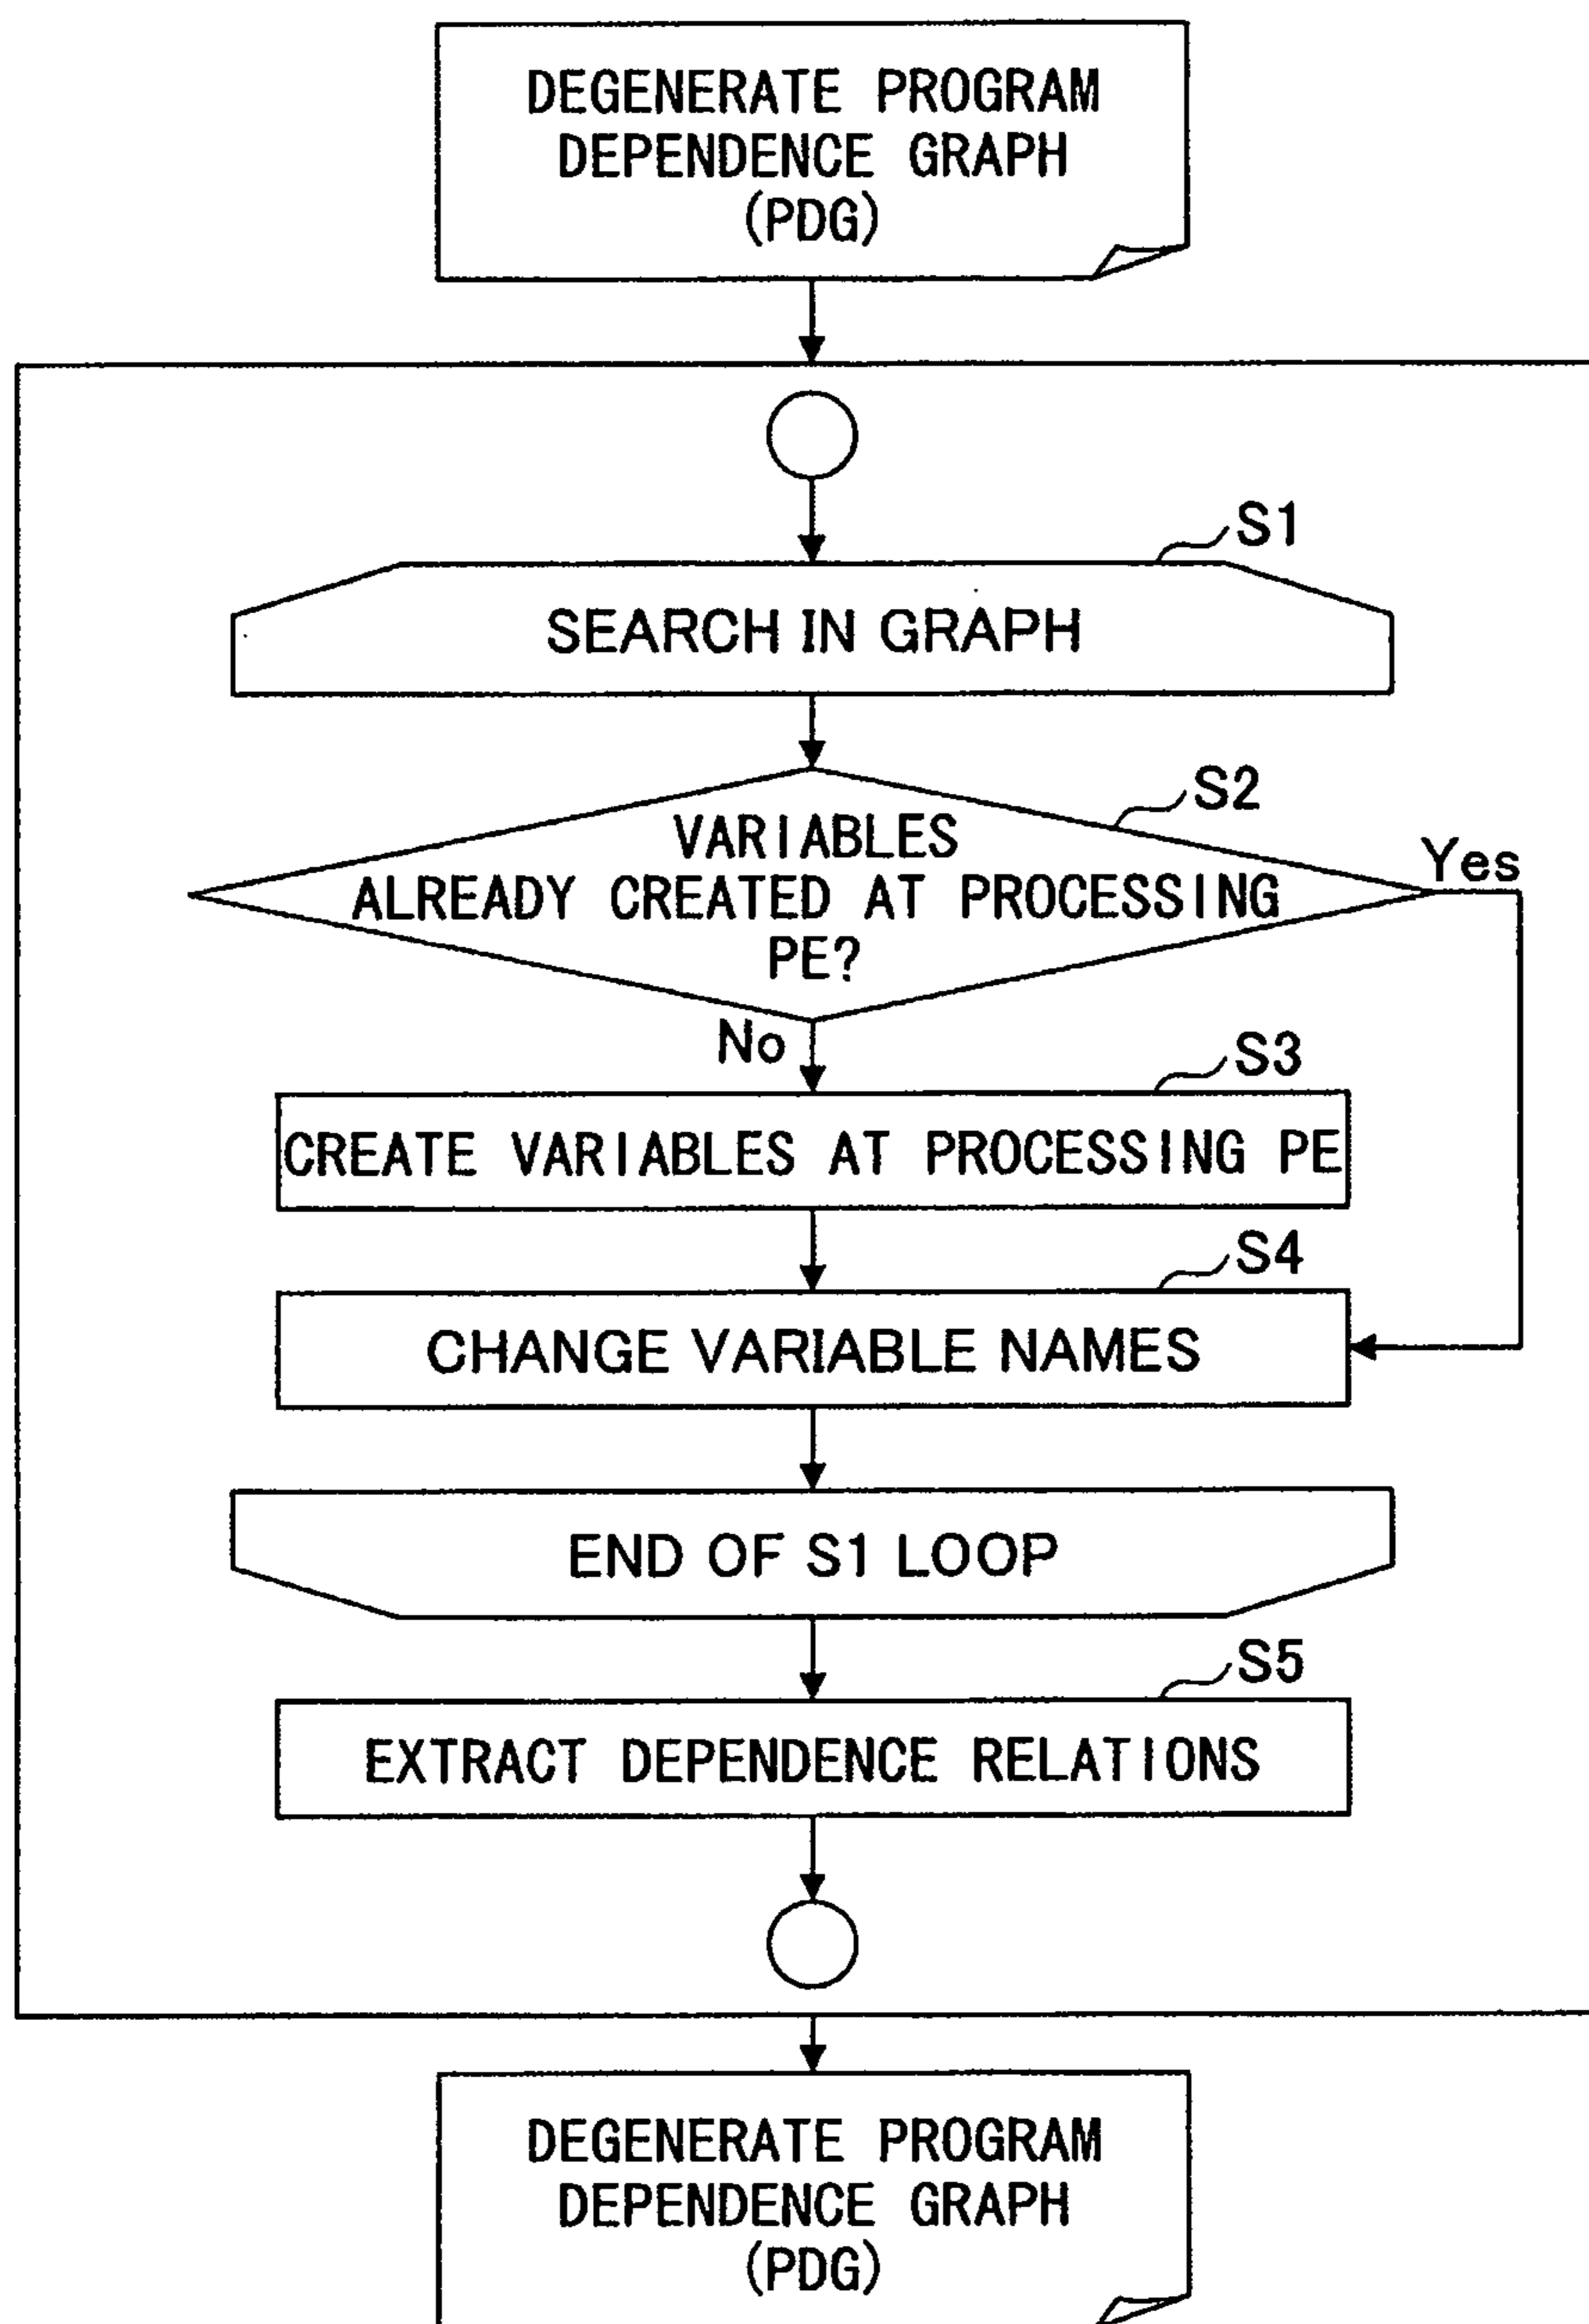 DEGENERATE PROGRAM
DEPENDENCE GRAPH
(PDG)
S1
SEARCH IN GRAPH
S2
VARIABLES
ALREADY CREATED AT PROCESSING
PE?
Yes
No
S3
CREATE VARIABLES AT PROCESSING PE
S4
CHANGE VARIABLE NAMES
END OF S1 LOOP
S5
EXTRACT DEPENDENCE RELATIONS
DEGENERATE PROGRAM
DEPENDENCE GRAPH
(PDG)